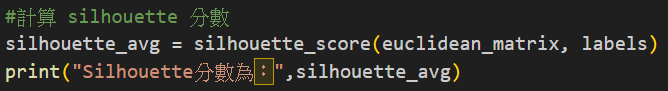 #計算 silhouette 分數
silhouette_avg = silhouette_score(euclidean_matrix, labels)
print("Silhouette分數為：",silhouette_avg)